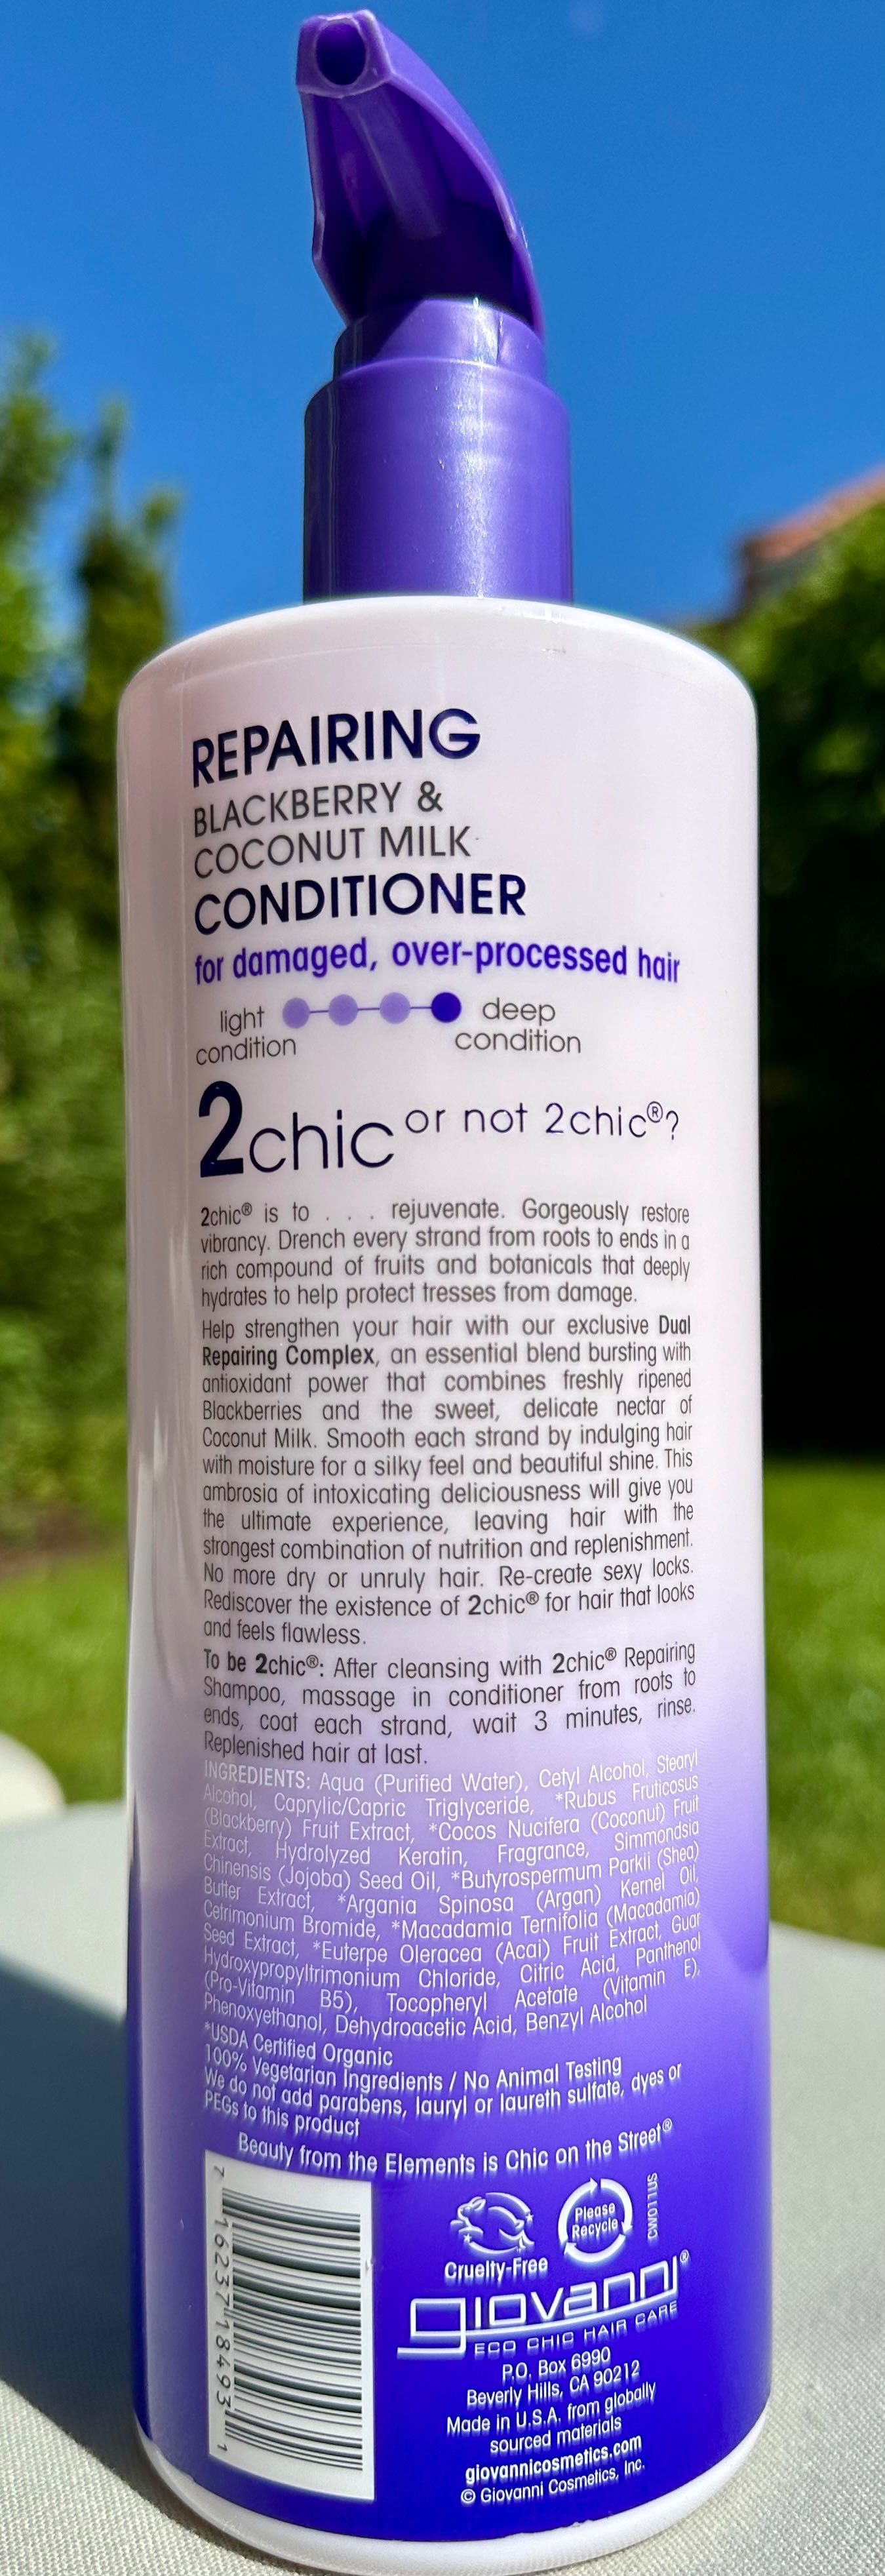 REPAIRING
BLACKBERRY &
COCONUT MILK
CONDITIONER
for damaged, over-processed hair
light condition
deep condition
2chic or not 2chic®?
2chic® is to . . . rejuvenate. Gorgeously restore
vibrancy. Drench every strand from roots to ends in a
rich compound of fruits and botanicals that deeply
hydrates to help protect tresses from damage.
Help strengthen your hair with our exclusive Dual
Repairing Complex, an essential blend bursting with
antioxidant power that combines freshly ripened
Blackberries and the sweet, delicate nectar of
Coconut Milk. Smooth each strand by indulging hair
with moisture for a silky feel and beautiful shine. This
ambrosia of intoxicating deliciousness will give you
the ultimate experience, leaving hair with the
strongest combination of nutrition and replenishment.
No more dry or unruly hair. Re-create sexy locks.
Rediscover the existence of 2chic® for hair that looks
and feels flawless.
To be 2chic®: After cleansing with 2chic® Repairing
Shampoo, massage in conditioner from roots to
ends, coat each strand, wait 3 minutes, rinse.
Replenished hair at last.
INGREDIENTS: Aqua (Purified Water), Cetyl Alcohol, Stearyl
Alcohol, Caprylic/Capric Triglyceride, *Rubus Fruticosus
(Blackberry) Fruit Extract, *Cocos Nucifera (Coconut) Fruit
Extract, Hydrolyzed Keratin, Fragrance, Simmondsia
Chinensis (Jojoba) Seed Oil, *Butyrospermum Parkii (Shea)
Butter Extract, *Argania Spinosa (Argan) Kernel Oil,
Cetrimonium Bromide, *Macadamia Ternifolia (Macadamia)
Seed Extract, *Euterpe Oleracea (Acai) Fruit Extract, Guar
Hydroxypropyltrimonium Chloride, Citric Acid, Panthenol
(Pro-Vitamin B5), Tocopheryl Acetate (Vitamin E),
Phenoxyethanol, Dehydroacetic Acid, Benzyl Alcohol
*USDA Certified Organic
100% Vegetarian Ingredients / No Animal Testing
We do not add parabens, lauryl or laureth sulfate, dyes or
PEGs to this product
Beauty from the Elements is Chic on the Street®
7 16237 18493 1
Cruelty-Free
Please
Recycle
CW011US
giovanni®
ECO CHIC HAIR CARE
P.O. Box 6990
Beverly Hills, CA 90212
Made in U.S.A. from globally
sourced materials
giovannicosmetics.com
© Giovanni Cosmetics, Inc.